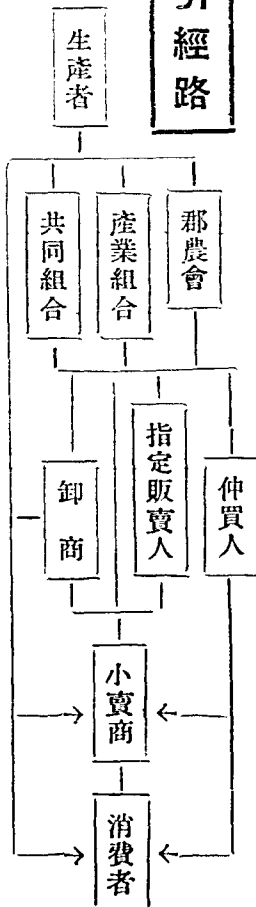 經路
生產者
郡農會
產業組合
共同組合
仲買人
指定販賣人
卸商
小賣商
消費者